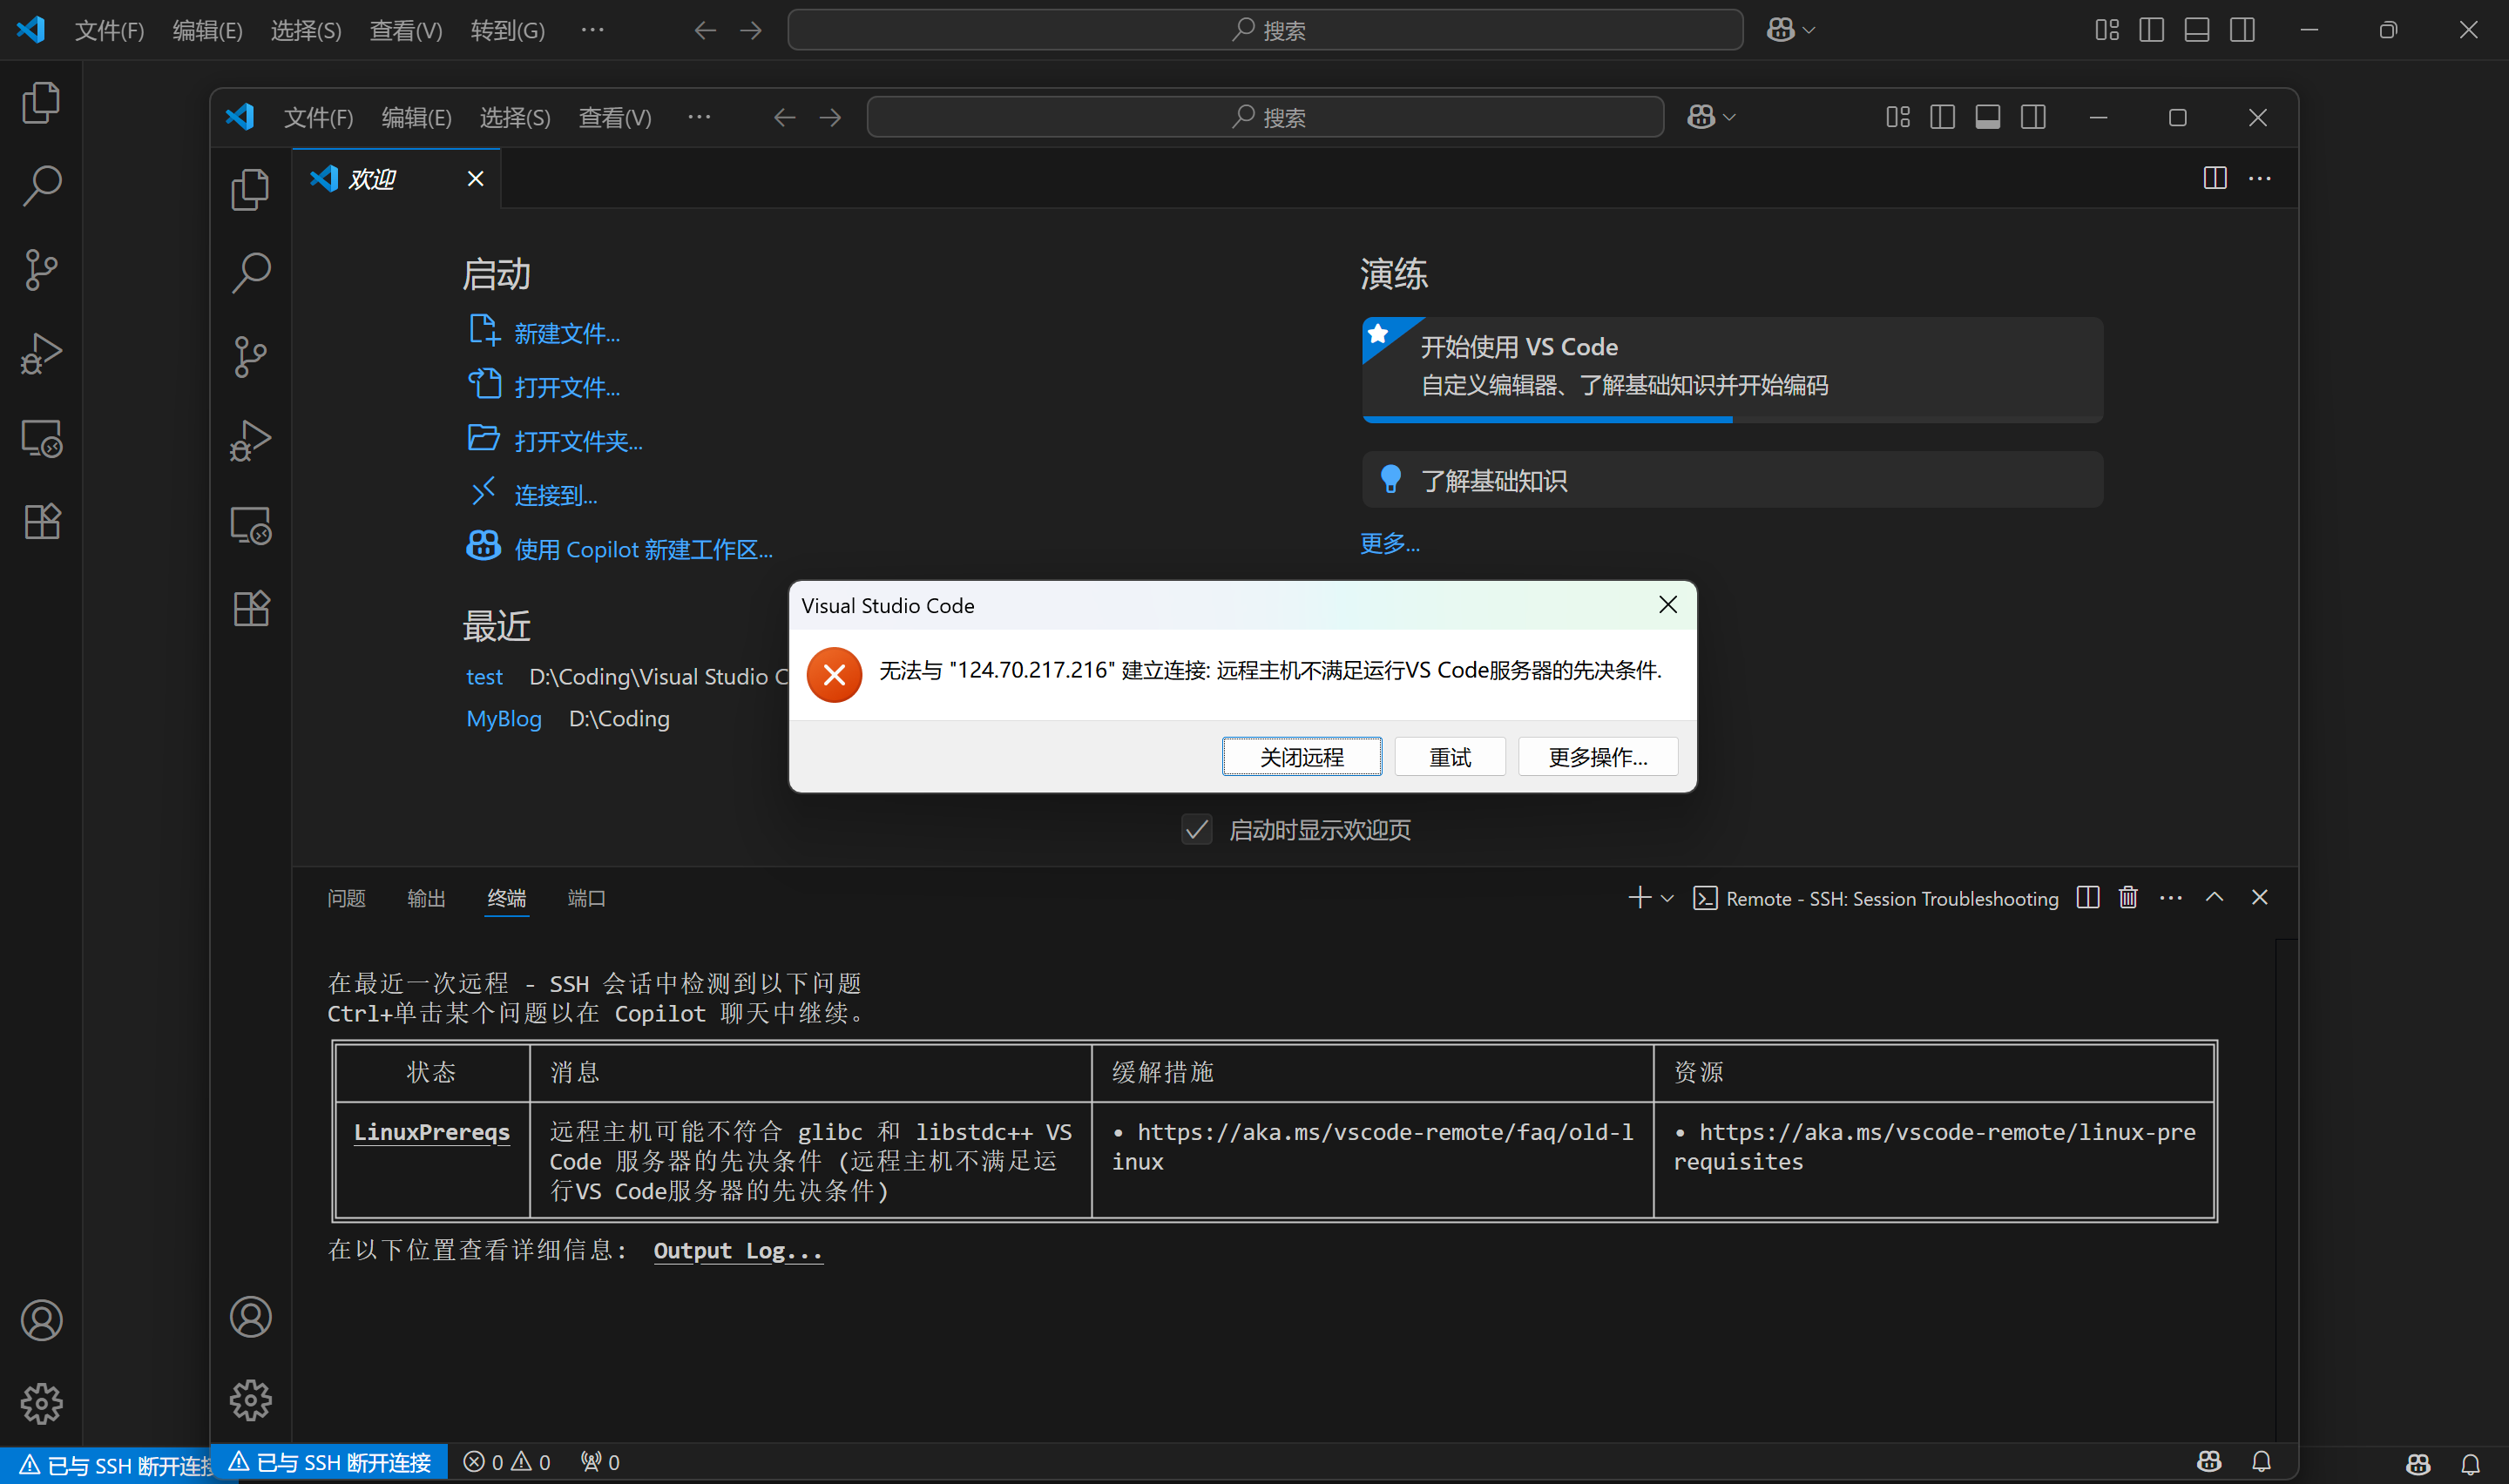 文件(F) 编辑(E) 选择(S) 查看(V) 转到(G) ··· 搜索
文件(F) 编辑(E) 选择(S) 查看(V) ··· 搜索
欢迎
启动
新建文件...
打开文件...
打开文件夹...
连接到...
使用 Copilot 新建工作区...
最近
test D:\Coding\Visual Studio C
MyBlog D:\Coding
演练
开始使用 VS Code
自定义编辑器、了解基础知识并开始编码
了解基础知识
更多...
Visual Studio Code
无法与 "124.70.217.216" 建立连接: 远程主机不满足运行VS Code服务器的先决条件.
关闭远程 重试 更多操作...
启动时显示欢迎页
问题 输出 终端 端口 Remote - SSH: Session Troubleshooting
在最近一次远程 - SSH 会话中检测到以下问题
Ctrl+单击某个问题以在 Copilot 聊天中继续。
状态 消息 缓解措施 资源
LinuxPrereqs
远程主机可能不符合 glibc 和 libstdc++ VS
Code 服务器的先决条件 (远程主机不满足运
行VS Code服务器的先决条件)
• https://aka.ms/vscode-remote/faq/old-l
inux
• https://aka.ms/vscode-remote/linux-pre
requisites
在以下位置查看详细信息: Output Log...
已与 SSH 断开连接 0 0 0
已与 SSH 断开连接